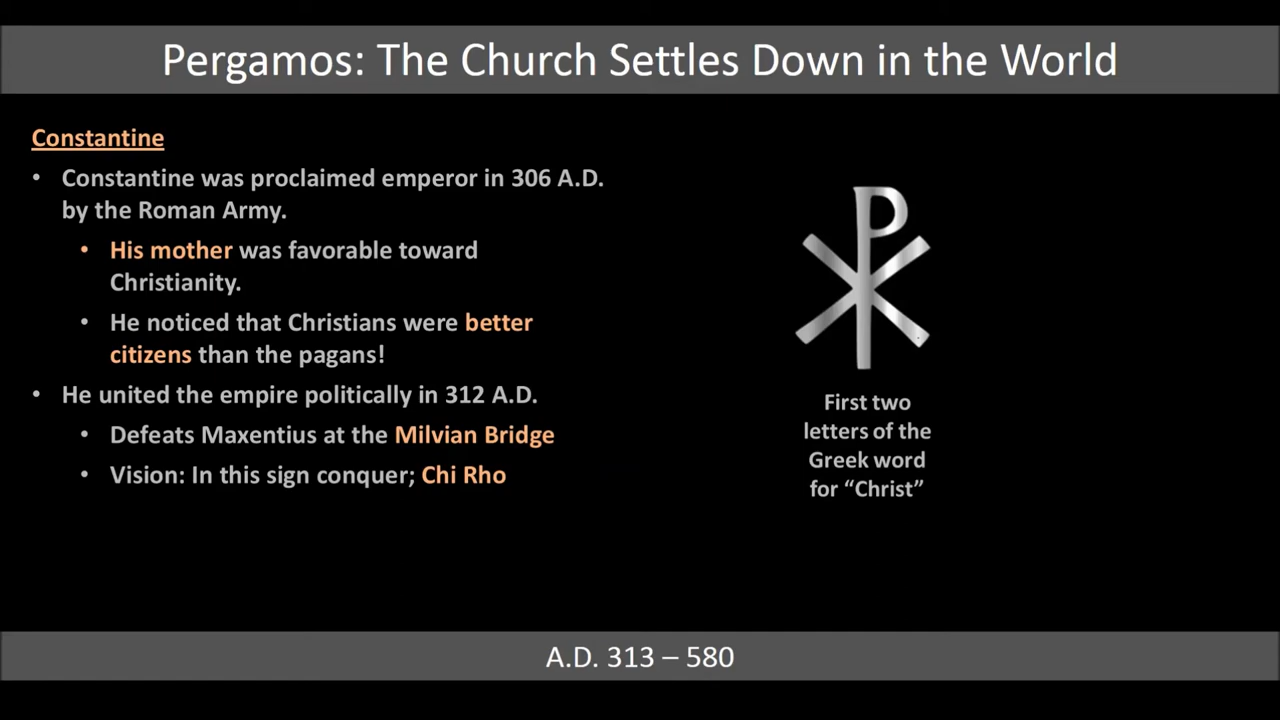 Pergamos: The Church Settles Down in the World
Constantine
• Constantine was proclaimed emperor in 306 A.D.
by the Roman Army.
• His mother was favorable toward
Christianity.
• He noticed that Christians were better
citizens than the pagans!
• He united the empire politically in 312 A.D.
• Defeats Maxentius at the Milvian Bridge
• Vision: In this sign conquer; Chi Rho
First two
letters of the
Greek word
for “Christ”
A.D. 313 – 580